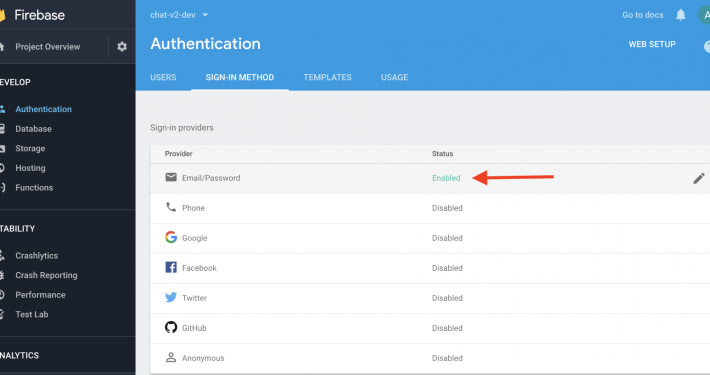 Firebase
Project Overview
EVELOP
Authentication
Database
Storage
Hosting
Functions
TABILITY
Crashlytics
Crash Reporting
Performance
Test Lab
NALYTICS
chat-v2-dev
Go to docs
A
Authentication
WEB SETUP
USERS
SIGN-IN METHOD
TEMPLATES
USAGE
Sign-in providers
Provider Status
Email/Password Enabled
Phone Disabled
Google Disabled
Facebook Disabled
Twitter Disabled
GitHub Disabled
Anonymous Disabled